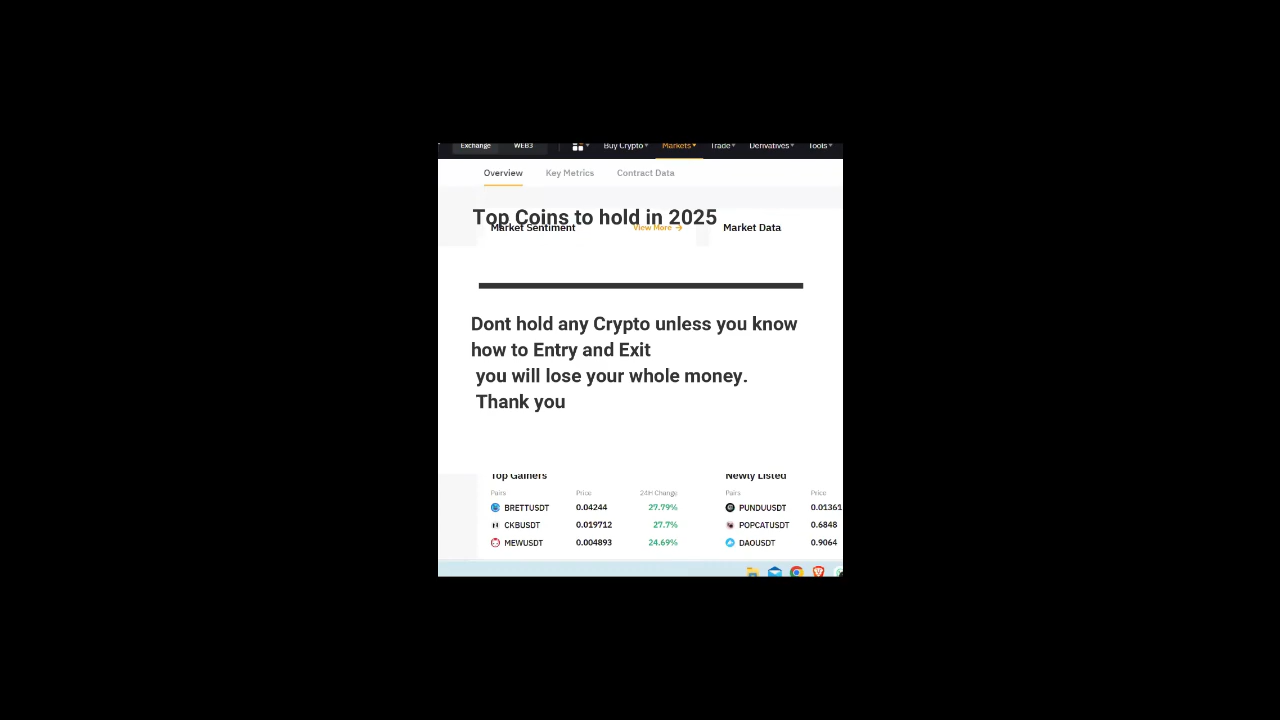 Exchange WEB3 Buy Crypto Markets Trade Derivatives Tools
Overview Key Metrics Contract Data
Top Coins to hold in 2025
Market Sentiment View More → Market Data
Dont hold any Crypto unless you know
how to Entry and Exit
you will lose your whole money.
Thank you
Top Gainers Newly Listed
Pairs Price 24H Change Pairs Price
BRETTUSDT 0.04244 27.79% PUNDUUSDT 0.01361
CKBUSDT 0.019712 27.7% POPCATUSDT 0.6848
MEWUSDT 0.004893 24.69% DAOUSDT 0.9064